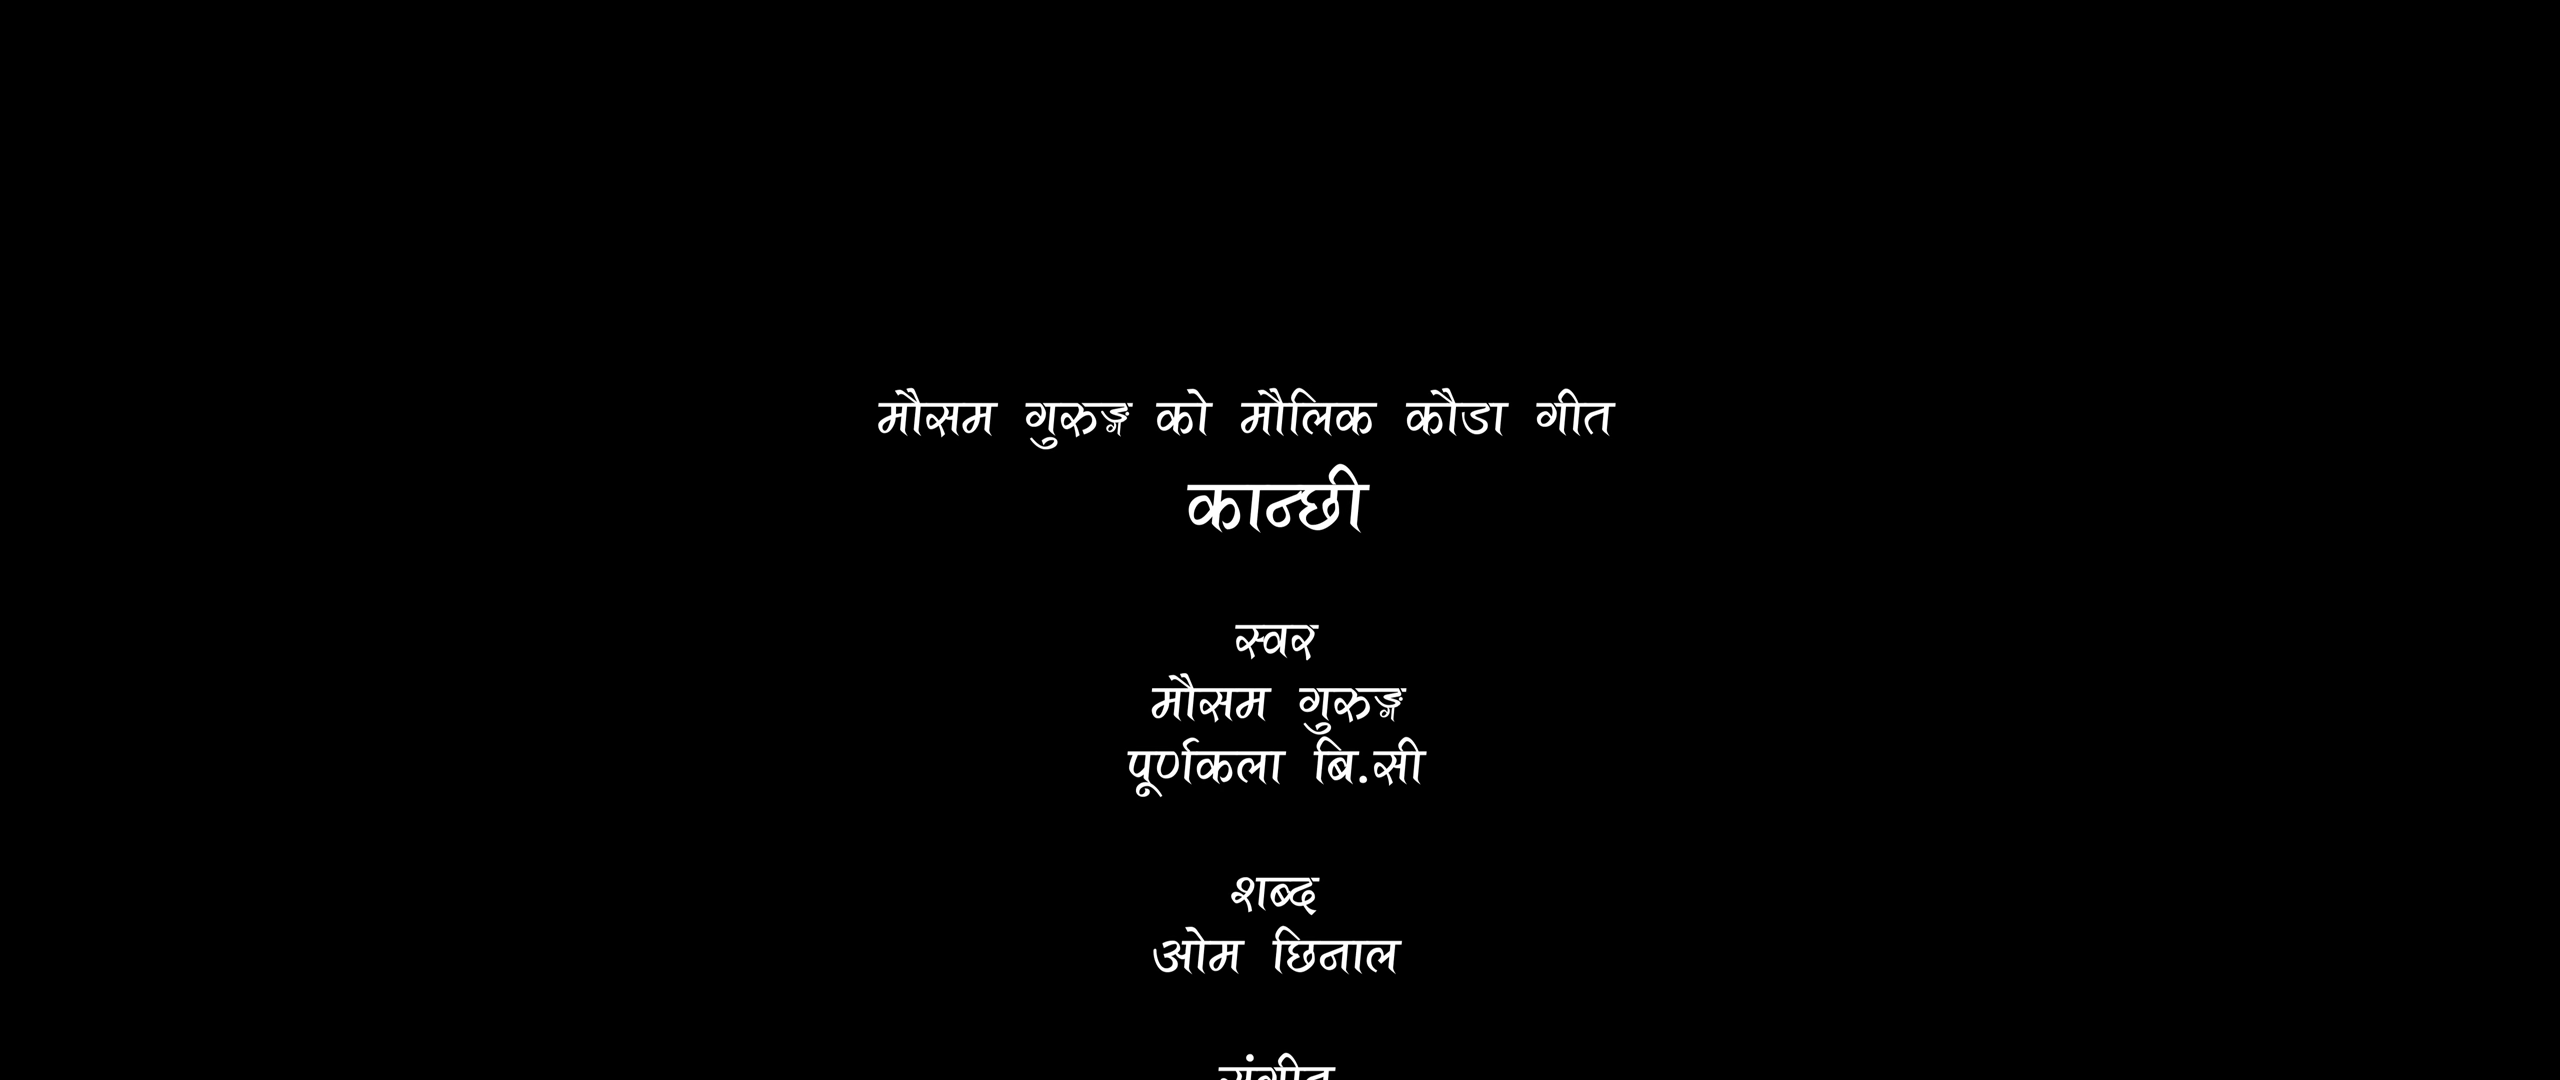 मौसम गुरुङ्ग को मौलिक कौडा गीत
कान्छी
स्वर
मौसम गुरुङ्ग
पूर्णकला बि.सी
शब्द
ओम छिनाल
संगीत